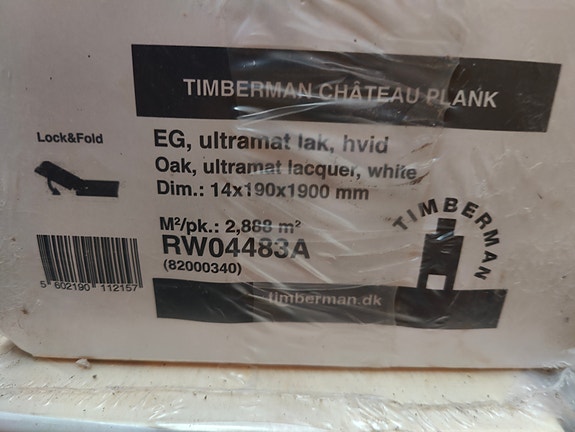 TIMBERMAN CHÂTEAU PLANK
Lock&Fold
EG, ultramat lak, hvid
Oak, ultramat lacquer, white
Dim.: 14x190x1900 mm
M²/pk.: 2,888 m²
RW04483A
(82000340)
TIMBERMAN
5 602190 112157
timberman.dk